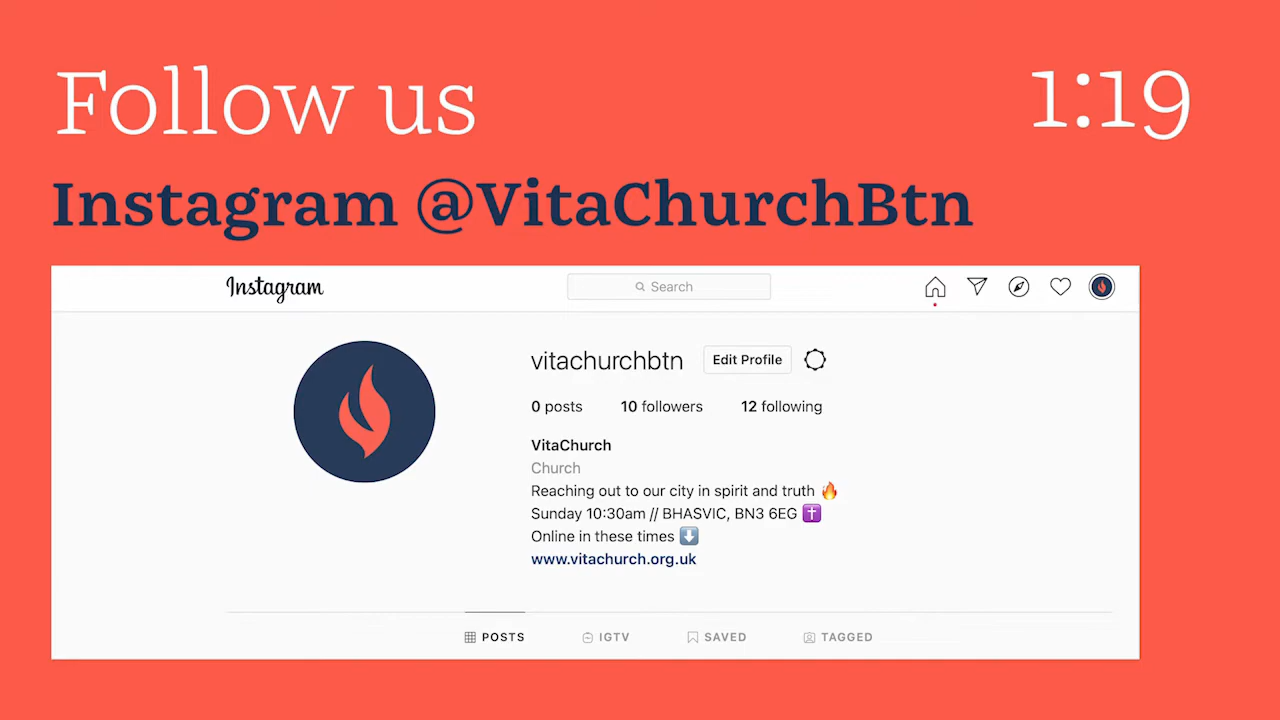 Follow us
1:19
Instagram @VitaChurchBtn
Instagram
Search
vitachurchbtn
Edit Profile
0 posts 10 followers 12 following
VitaChurch
Church
Reaching out to our city in spirit and truth 🔥
Sunday 10:30am // BHASVIC, BN3 6EG ✝️
Online in these times ⬇️
www.vitachurch.org.uk
POSTS IGTV SAVED TAGGED